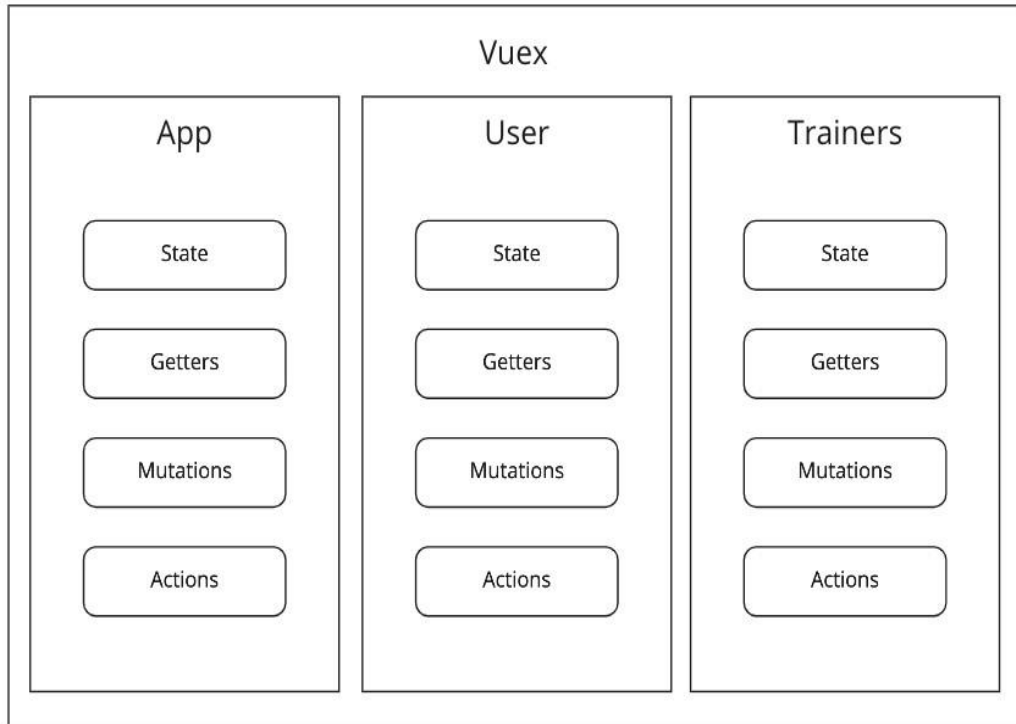 Vuex
App
State
Getters
Mutations
Actions
User
State
Getters
Mutations
Actions
Trainers
State
Getters
Mutations
Actions